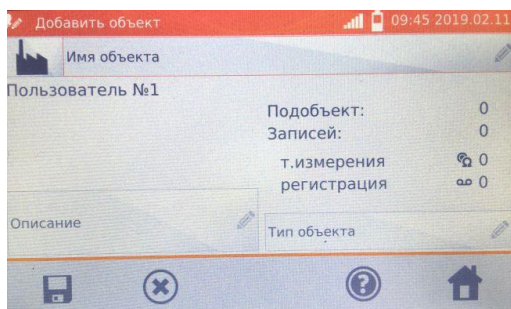 Добавить объект 09:45 2019.02.11
Имя объекта
Пользователь №1
Подобъект: 0
Записей: 0
т.измерения 0
регистрация 0
Описание
Тип объекта